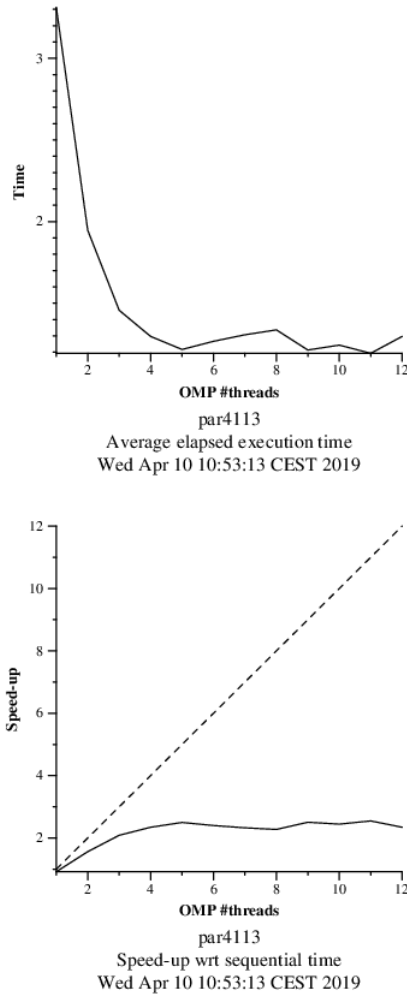 3
2
Time
2 4 6 8 10 12
OMP #threads
par4113
Average elapsed execution time
Wed Apr 10 10:53:13 CEST 2019
12
10
8
6
4
2
Speed-up
2 4 6 8 10 12
OMP #threads
par4113
Speed-up wrt sequential time
Wed Apr 10 10:53:13 CEST 2019